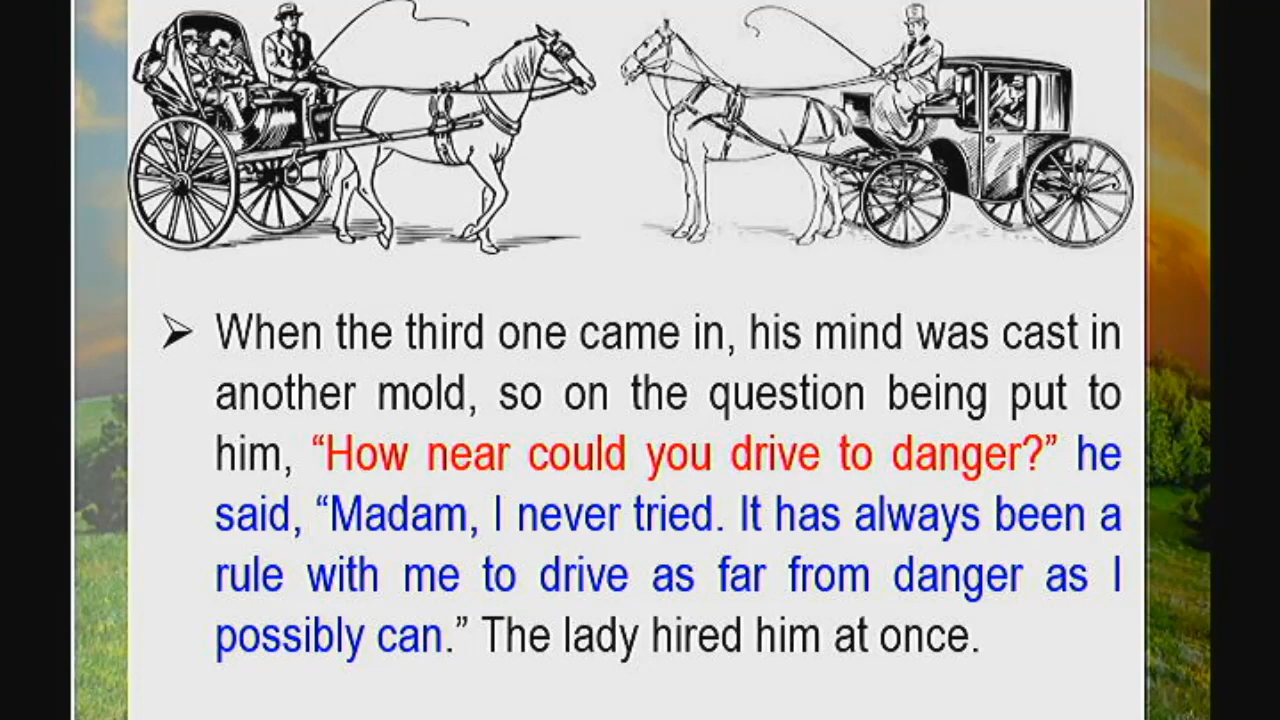 ➢ When the third one came in, his mind was cast in
another mold, so on the question being put to
him, “How near could you drive to danger?” he
said, “Madam, I never tried. It has always been a
rule with me to drive as far from danger as I
possibly can.” The lady hired him at once.